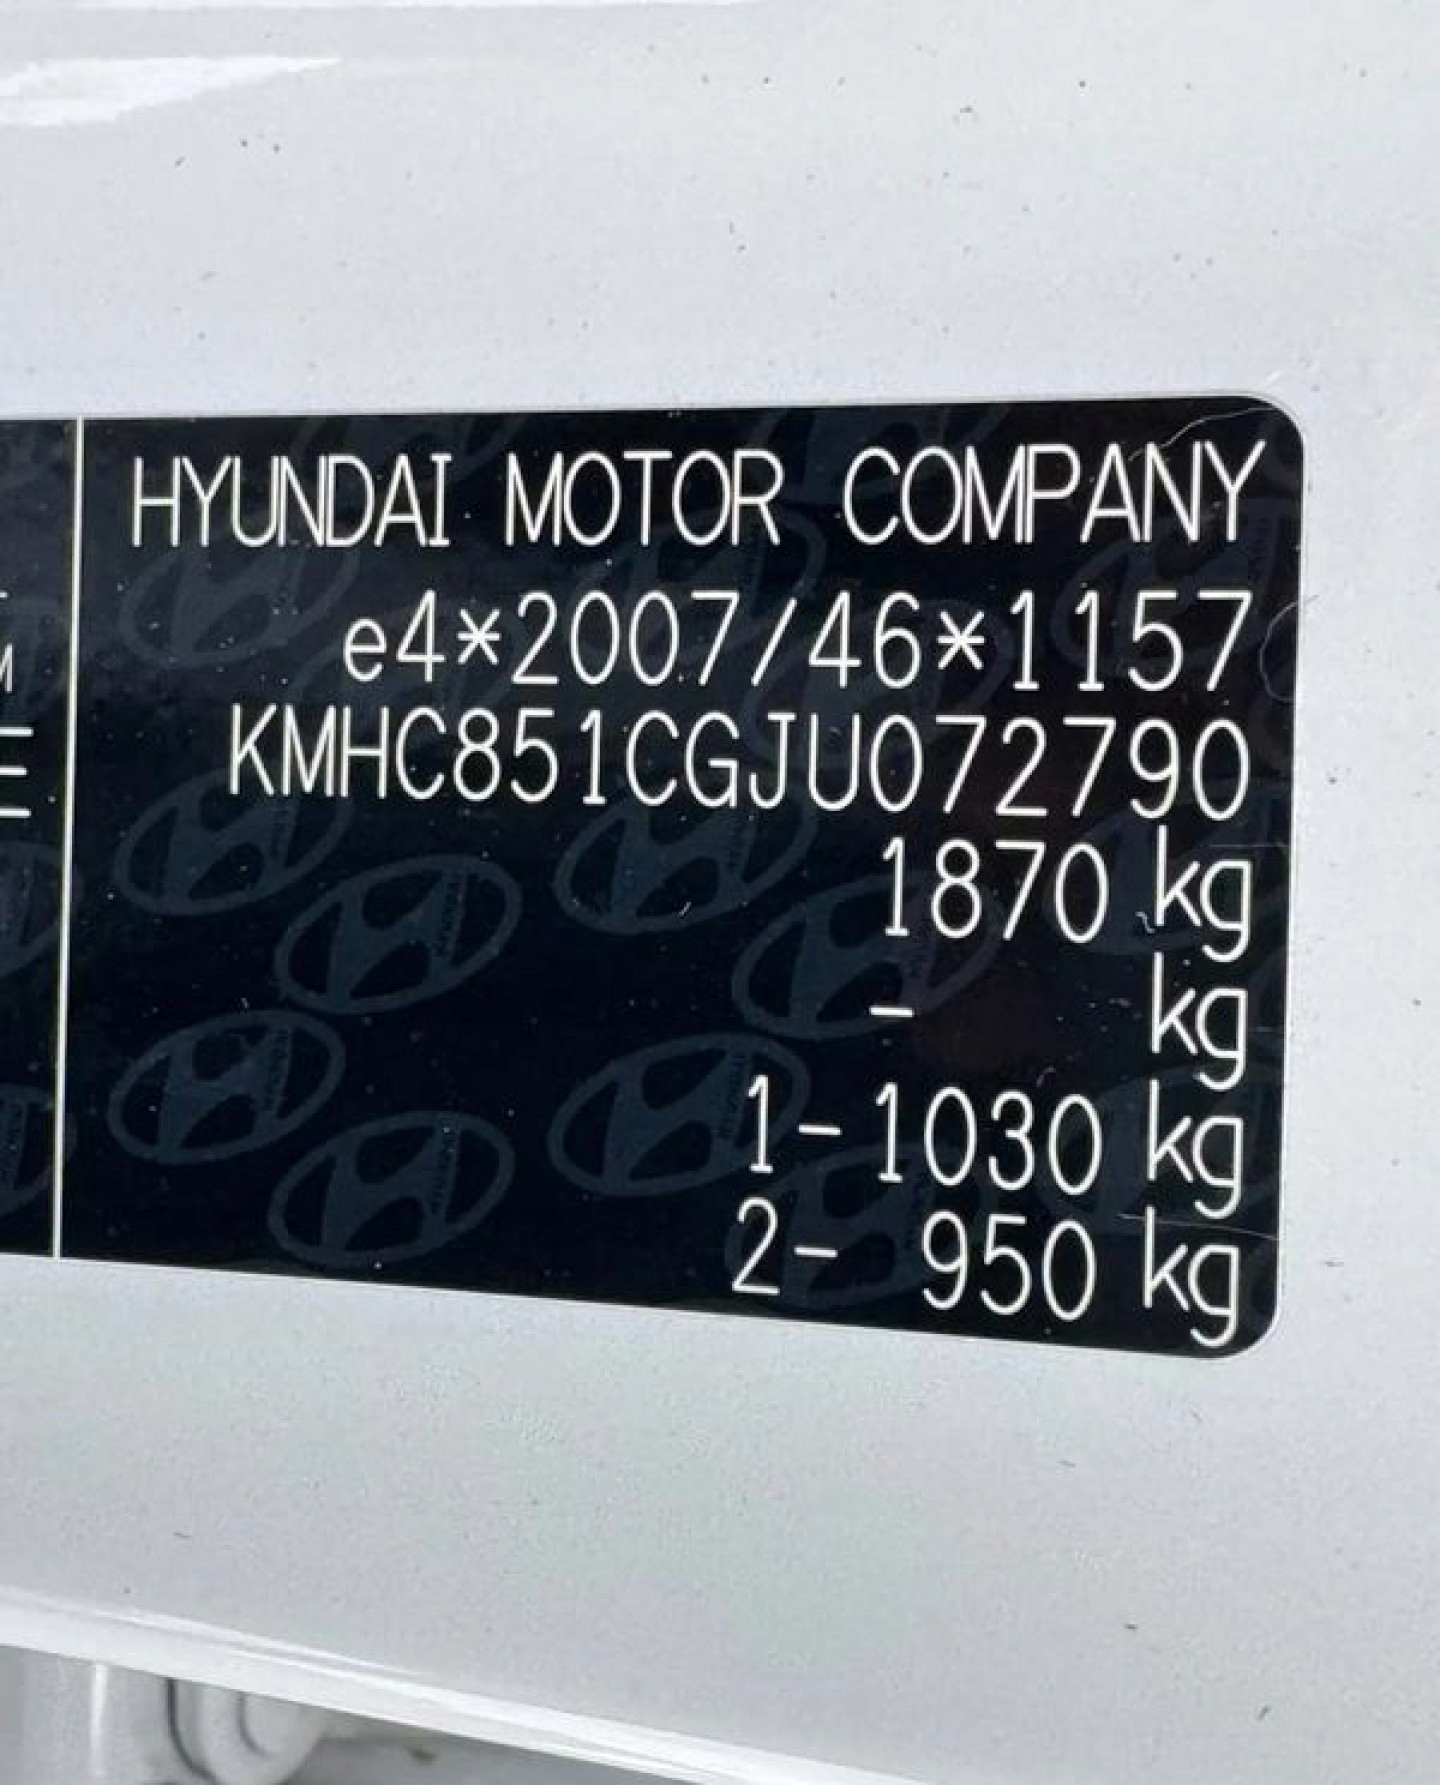 HYUNDAI MOTOR COMPANY
e4*2007/46*1157
M
KMHC851CGJU072790
E
1870 kg
- kg
1-1030 kg
2- 950 kg